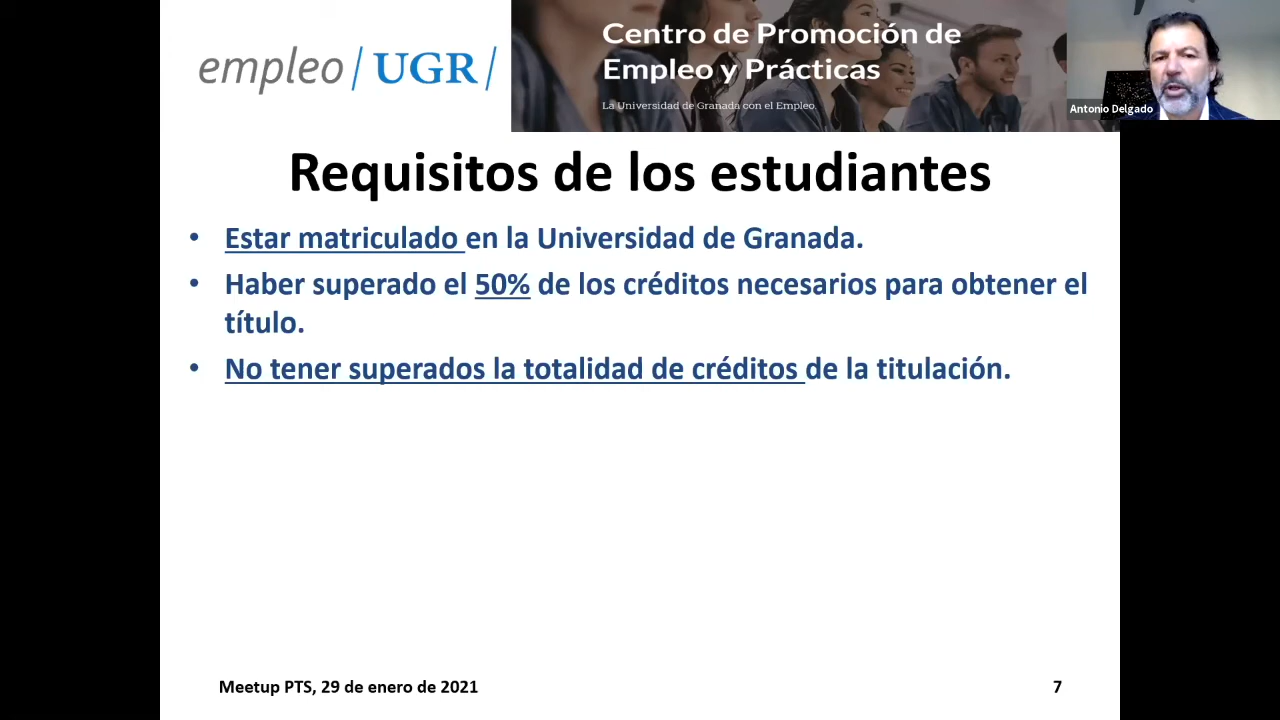 empleo/UGR/
Centro de Promoción de
Empleo y Prácticas
La Universidad de Granada con el Empleo.
Antonio Delgado
Requisitos de los estudiantes
• Estar matriculado en la Universidad de Granada.
• Haber superado el 50% de los créditos necesarios para obtener el
título.
• No tener superados la totalidad de créditos de la titulación.
Meetup PTS, 29 de enero de 2021
7